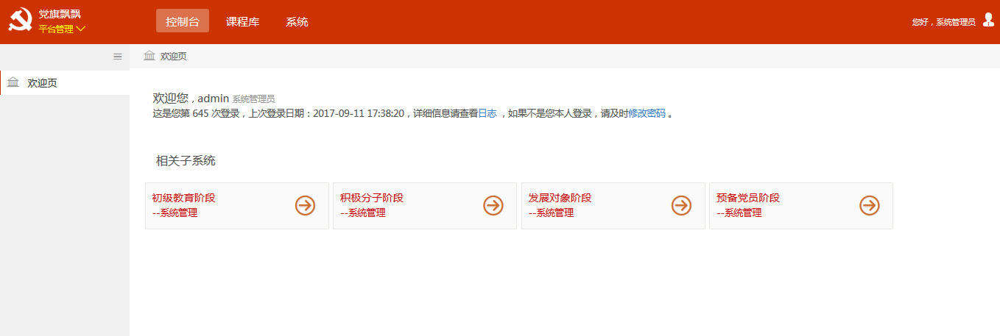 党旗飘飘
平台管理
控制台
课程库
系统
您好，系统管理员
欢迎页
欢迎页
欢迎您，admin 系统管理员
这是您第 645 次登录，上次登录日期：2017-09-11 17:38:20，详细信息请查看日志 ，如果不是您本人登录，请及时修改密码 。
相关子系统
初级教育阶段
--系统管理
积极分子阶段
--系统管理
发展对象阶段
--系统管理
预备党员阶段
--系统管理